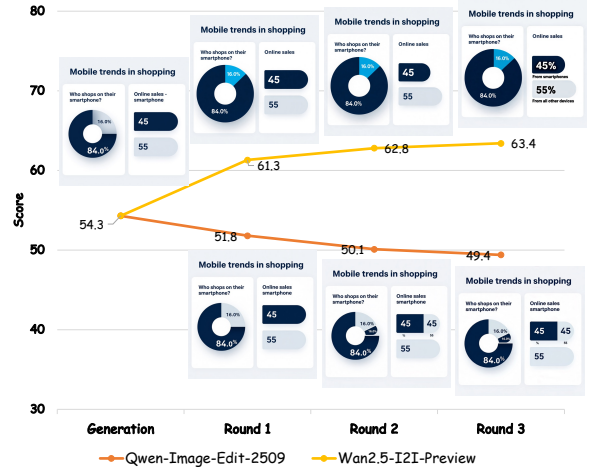 80
70
60
50
40
30
Score
Mobile trends in shopping
Who shops on their smartphone?
16.0%
84.0%
Online sales - smartphone
45
55
Mobile trends in shopping
Who shops on their smartphone?
16.0%
84.0%
Online sales
45
55
Mobile trends in shopping
Who shops on their smartphone?
16.0%
84.0%
Online sales
45
55
Mobile trends in shopping
Who shops on their smartphone?
16.0%
84.0%
Online sales
45%
From smartphones
55%
From all other devices
54.3
61.3
62.8
63.4
51.8
50.1
49.4
Mobile trends in shopping
Who shops on their smartphone?
16.0%
84.0%
Online sales smartphone
45
55
Mobile trends in shopping
Who shops on their smartphone?
16.0%
84.0%
Online sales smartphone
45
45
55
Mobile trends in shopping
Who shops on their smartphone?
16.0%
84.0%
Online sales smartphone
45
45
55
Generation
Round 1
Round 2
Round 3
Qwen-Image-Edit-2509
Wan2.5-I2I-Preview